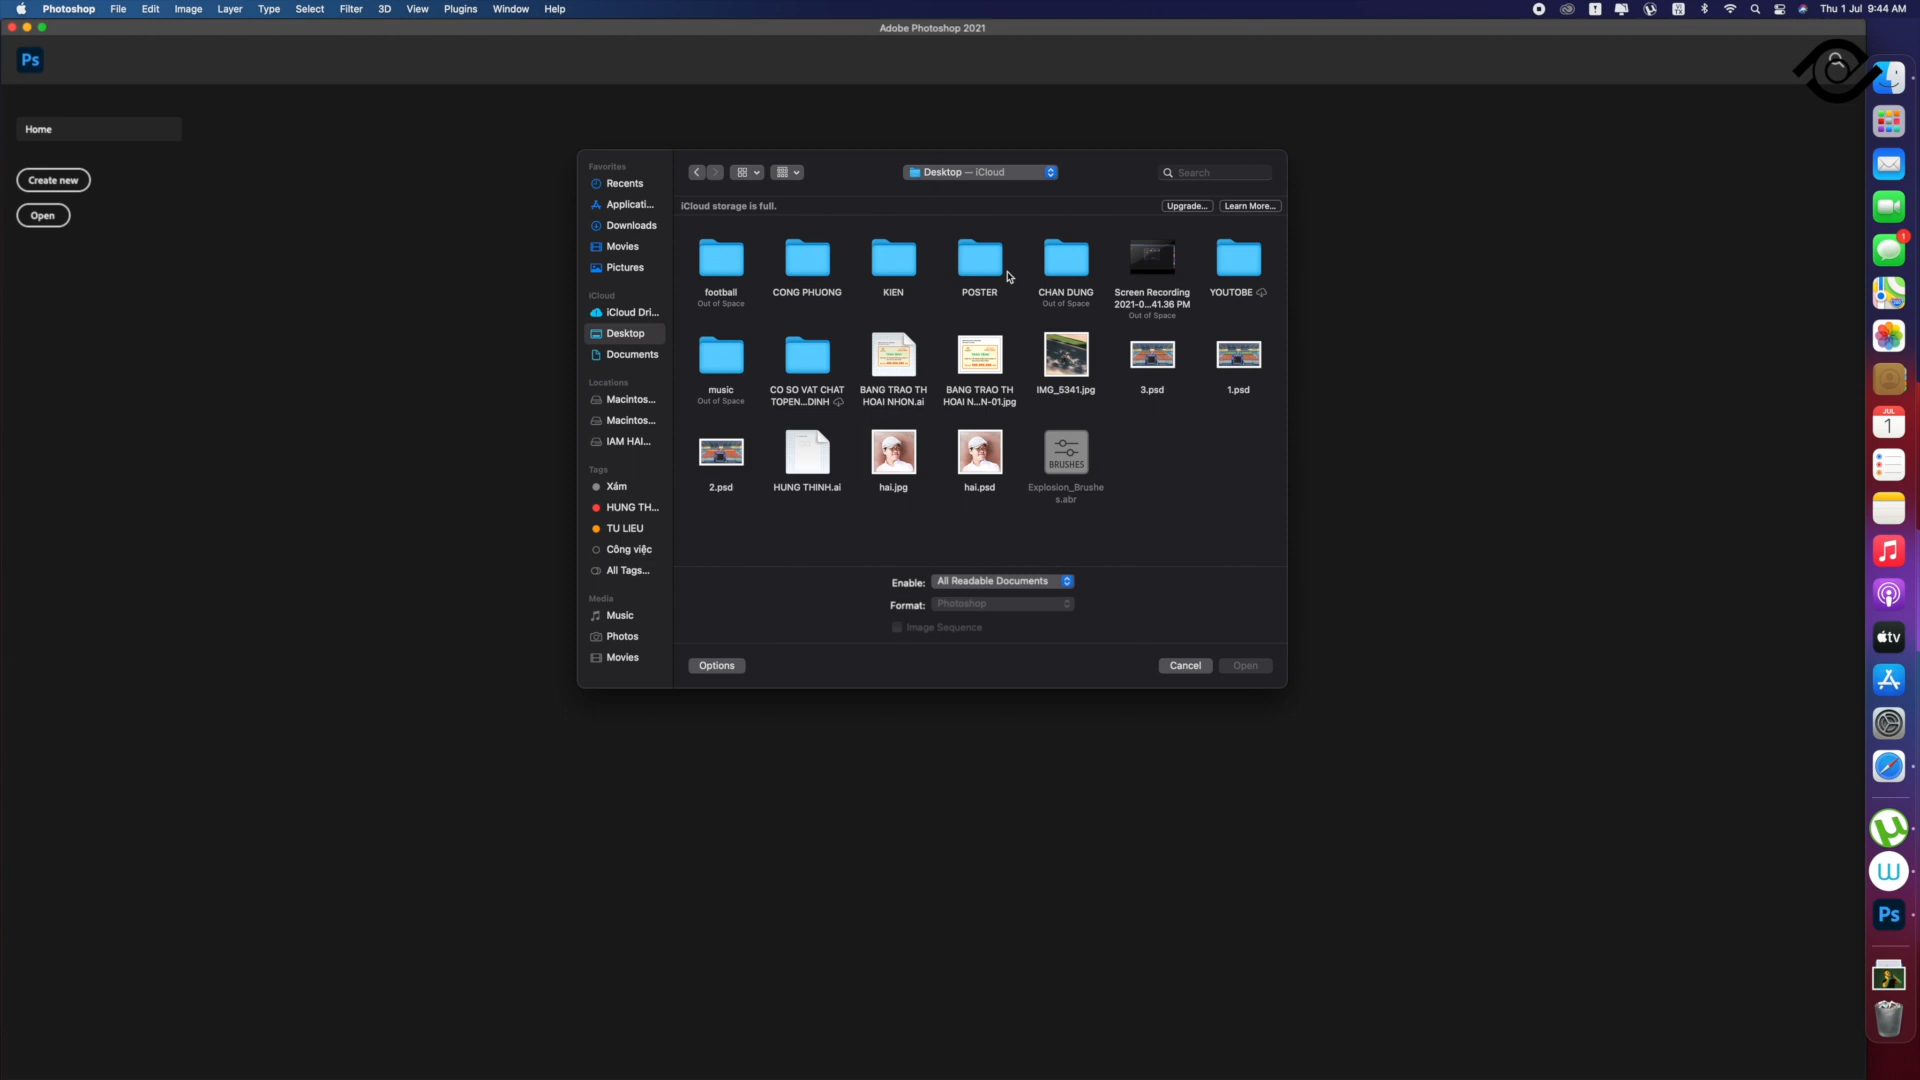 Photoshop File Edit Image Layer Type Select Filter 3D View Plugins Window Help
Thu 1 Jul 9:44 AM
Adobe Photoshop 2021
Ps
Home
Create new
Open
Favorites
Recents
Applicati...
Downloads
Movies
Pictures
iCloud
iCloud Dri...
Desktop
Documents
Locations
Macintos...
Macintos...
IAM HAI...
Tags
Xám
HUNG TH...
TU LIEU
Công việc
All Tags...
Media
Music
Photos
Movies
Desktop — iCloud
Search
iCloud storage is full.
Upgrade...
Learn More...
football
Out of Space
CONG PHUONG
KIEN
POSTER
CHAN DUNG
Out of Space
Screen Recording
2021-0...41.36 PM
Out of Space
YOUTOBE
music
Out of Space
CO SO VAT CHAT
TOPEN...DINH
BANG TRAO TH
HOAI NHON.ai
BANG TRAO TH
HOAI N...N-01.jpg
IMG_5341.jpg
3.psd
1.psd
2.psd
HUNG THINH.ai
hai.jpg
hai.psd
BRUSHES
Explosion_Brushe
s.abr
Enable: All Readable Documents
Format: Photoshop
Image Sequence
Options
Cancel
Open
1
JUL
1
tv
Ps